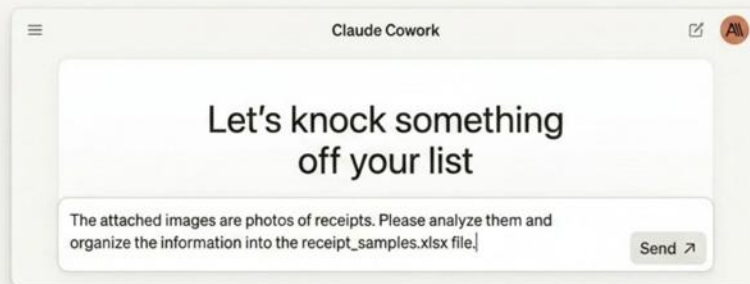 Claude Cowork
Let's knock something
off your list
The attached images are photos of receipts. Please analyze them and
organize the information into the receipt_samples.xlsx file.
Send ↗